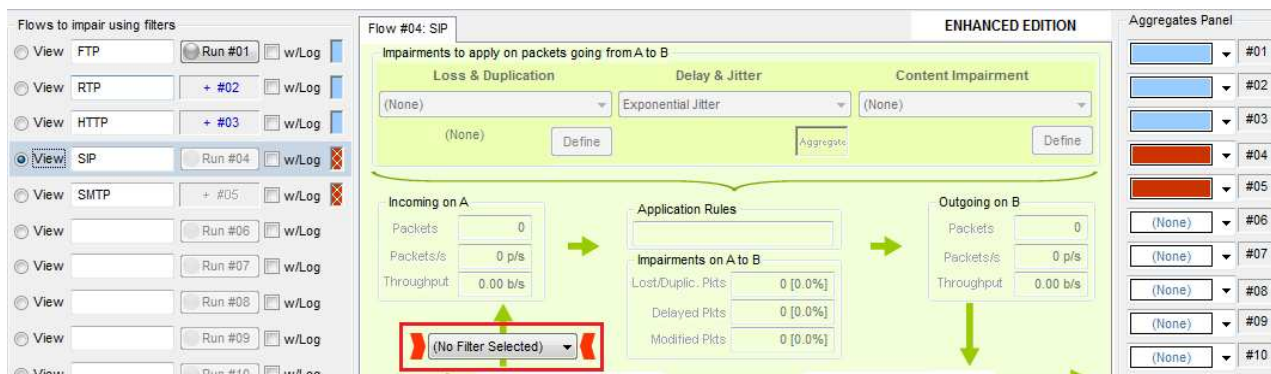 Flows to impair using filters
View FTP Run #01 w/Log
View RTP + #02 w/Log
View HTTP + #03 w/Log
View SIP Run #04 w/Log
View SMTP + #05 w/Log
View Run #06 w/Log
View Run #07 w/Log
View Run #08 w/Log
View Run #09 w/Log
View Run #10 w/Log
Flow #04: SIP
ENHANCED EDITION
Impairments to apply on packets going from A to B
Loss & Duplication Delay & Jitter Content Impairment
(None) Exponential Jitter (None)
(None) Define Aggregate Define
Incoming on A
Packets 0
Packets/s 0 p/s
Throughput 0.00 b/s
Application Rules
Impairments on A to B
Lost/Duplic. Pkts 0 [0.0%]
Delayed Pkts 0 [0.0%]
Modified Pkts 0 [0.0%]
Outgoing on B
Packets 0
Packets/s 0 p/s
Throughput 0.00 b/s
(No Filter Selected)
Aggregates Panel
#01
#02
#03
#04
#05
(None) #06
(None) #07
(None) #08
(None) #09
(None) #10